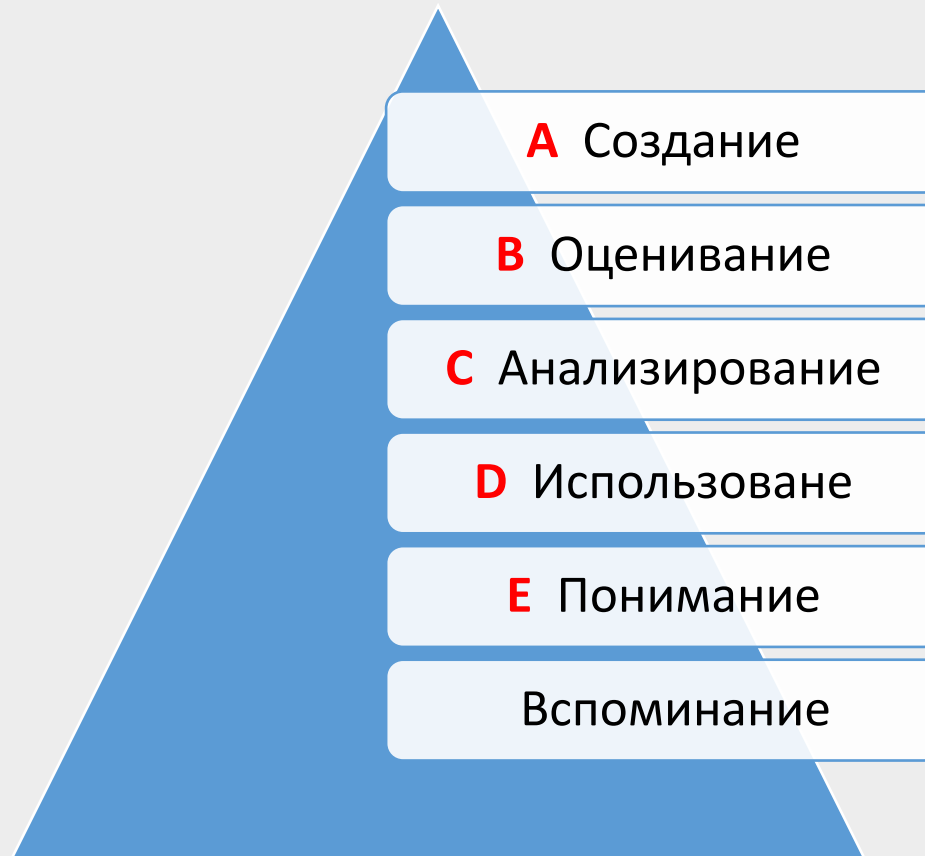 A Создание
B Оценивание
C Анализирование
D Использоване
E Понимание
Вспоминание